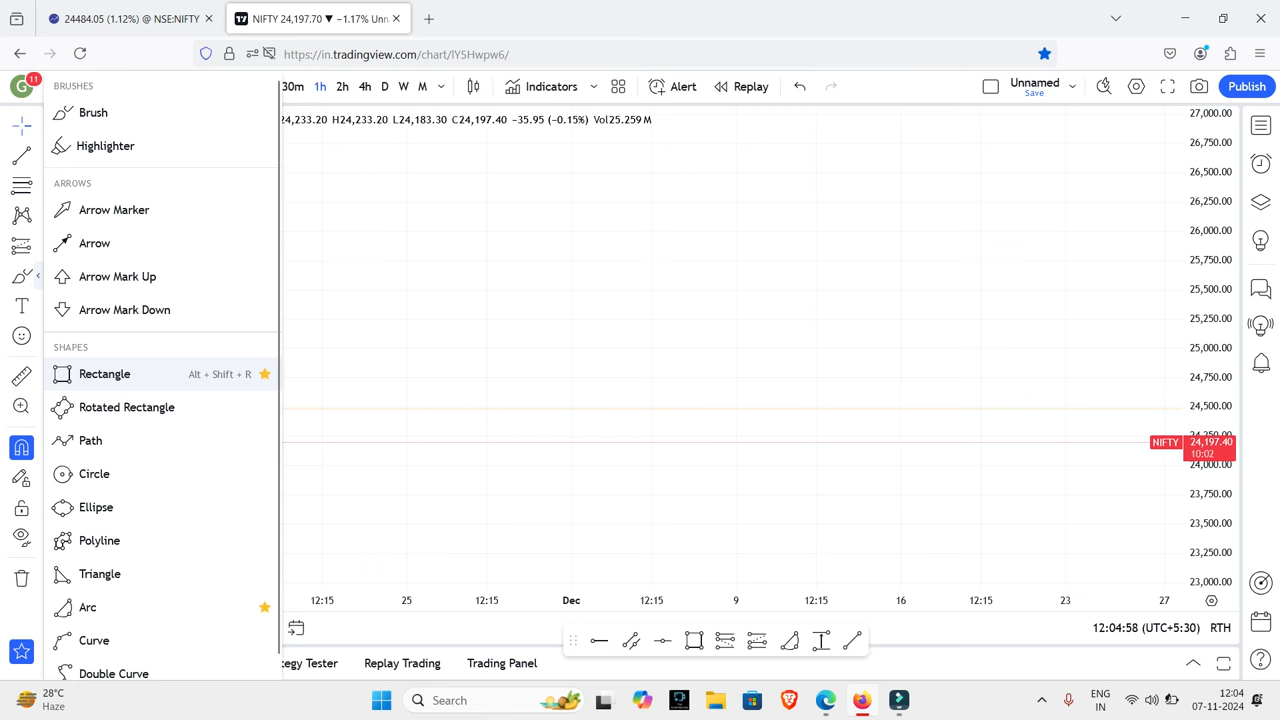 24484.05 (1.12%) @ NSE:NIFTY
NIFTY 24,197.70 ▼ −1.17% Unn
https://in.tradingview.com/chart/lY5Hwpw6/
G 11
30m 1h 2h 4h D W M Indicators Alert Replay Unnamed Save Publish
24,233.20 H24,233.20 L24,183.30 C24,197.40 −35.95 (−0.15%) Vol25.259 M
BRUSHES
Brush
Highlighter
ARROWS
Arrow Marker
Arrow
Arrow Mark Up
Arrow Mark Down
SHAPES
Rectangle Alt + Shift + R
Rotated Rectangle
Path
Circle
Ellipse
Polyline
Triangle
Arc
Curve
Double Curve
27,000.00
26,750.00
26,500.00
26,250.00
26,000.00
25,750.00
25,500.00
25,250.00
25,000.00
24,750.00
24,500.00
24,250.00
NIFTY 24,197.40
10:02
24,000.00
23,750.00
23,500.00
23,250.00
23,000.00
12:15 25 12:15 Dec 12:15 9 12:15 16 12:15 23 27
12:04:58 (UTC+5:30) RTH
tegy Tester Replay Trading Trading Panel
28°C
Haze
Search
ENG
IN
12:04
07-11-2024